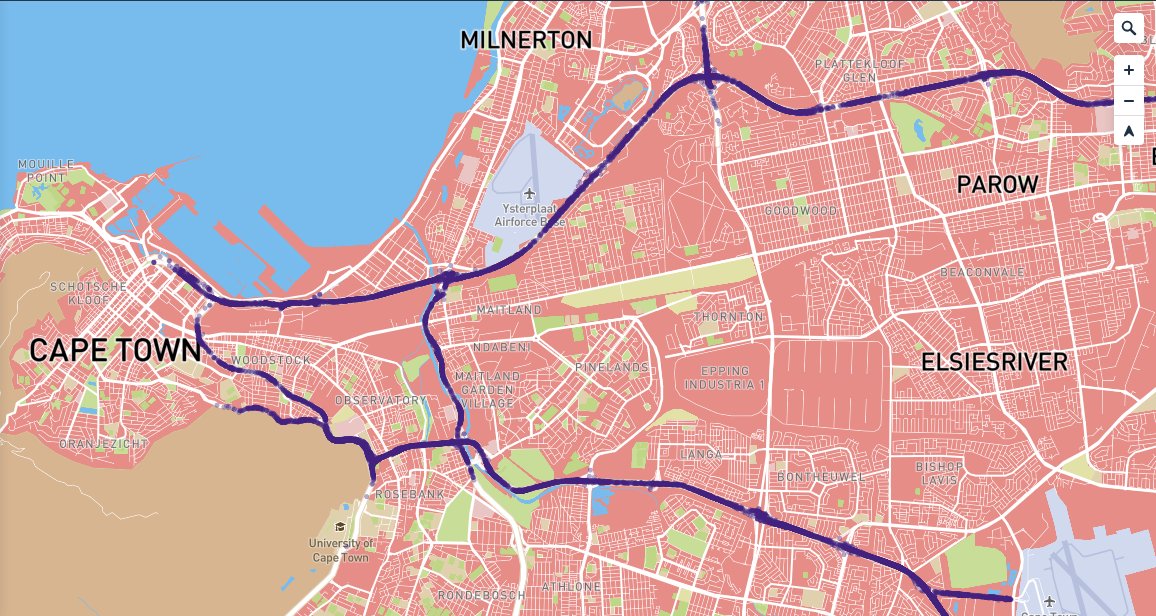 MILNERTON
PLATTEKLOOF
GLEN
MOUILLE
POINT
PAROW
Ysterplaat
Airforce Base
GOODWOOD
BEACONVALE
SCHOTSCHE
KLOOF
MAITLAND
THORNTON
CAPE TOWN
NDABENI
WOODSTOCK
PINELANDS
ELSIESRIVER
EPPING
INDUSTRIA 1
MAITLAND
GARDEN
VILLAGE
OBSERVATORY
ORANJEZICHT
LANGA
BISHOP
LAVIS
BONTHEUWEL
ROSEBANK
University of
Cape Town
ATHLONE
RONDEBOSCH
Cape Town